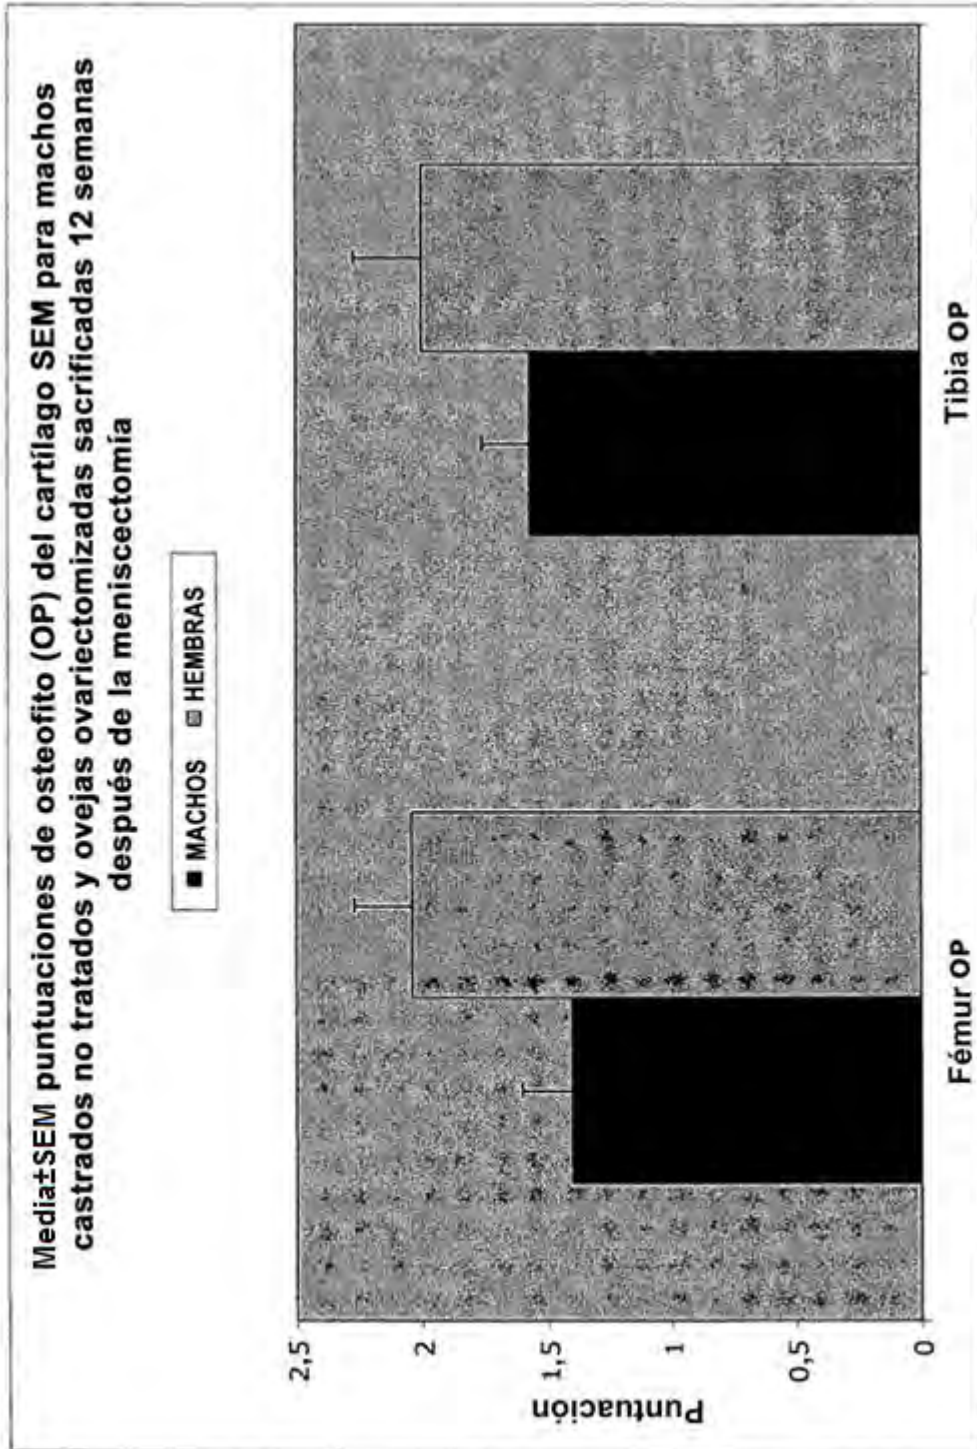 Media±SEM puntuaciones de osteofito (OP) del cartílago SEM para machos
castrados no tratados y ovejas ovariectomizadas sacrificadas 12 semanas
después de la meniscectomía
MACHOS HEMBRAS
Puntuación
2,5
2
1,5
1
0,5
0
Fémur OP
Tibia OP